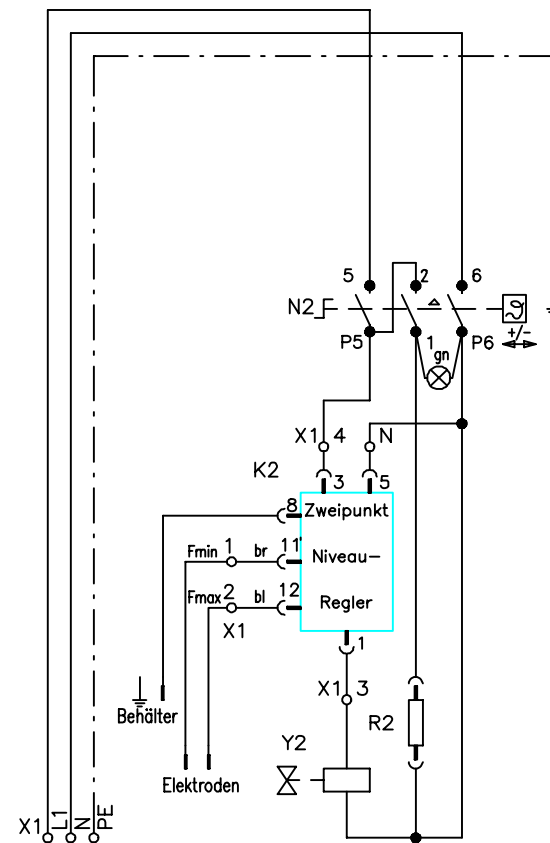 5 2 6
N2
P5 1 P6
+/-
gn
X1 4 N
K2
3 5
8 Zweipunkt
Fmin 1 br 11' Niveau-
Fmax 2 bl 12 Regler
X1
1
X1 3
R2
Behälter
Y2
Elektroden
X1 L1 N PE